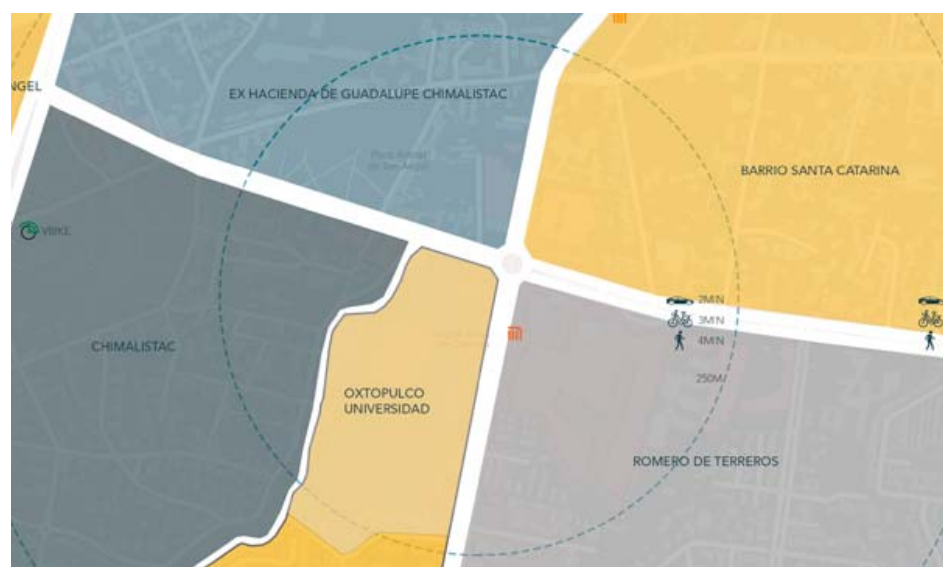 NGEL
EX HACIENDA DE GUADALUPE CHIMALISTAC
BARRIO SANTA CATARINA
VBIKE
2MIN
3MIN
4MIN
CHIMALISTAC
250M
OXTOPULCO
UNIVERSIDAD
ROMERO DE TERREROS